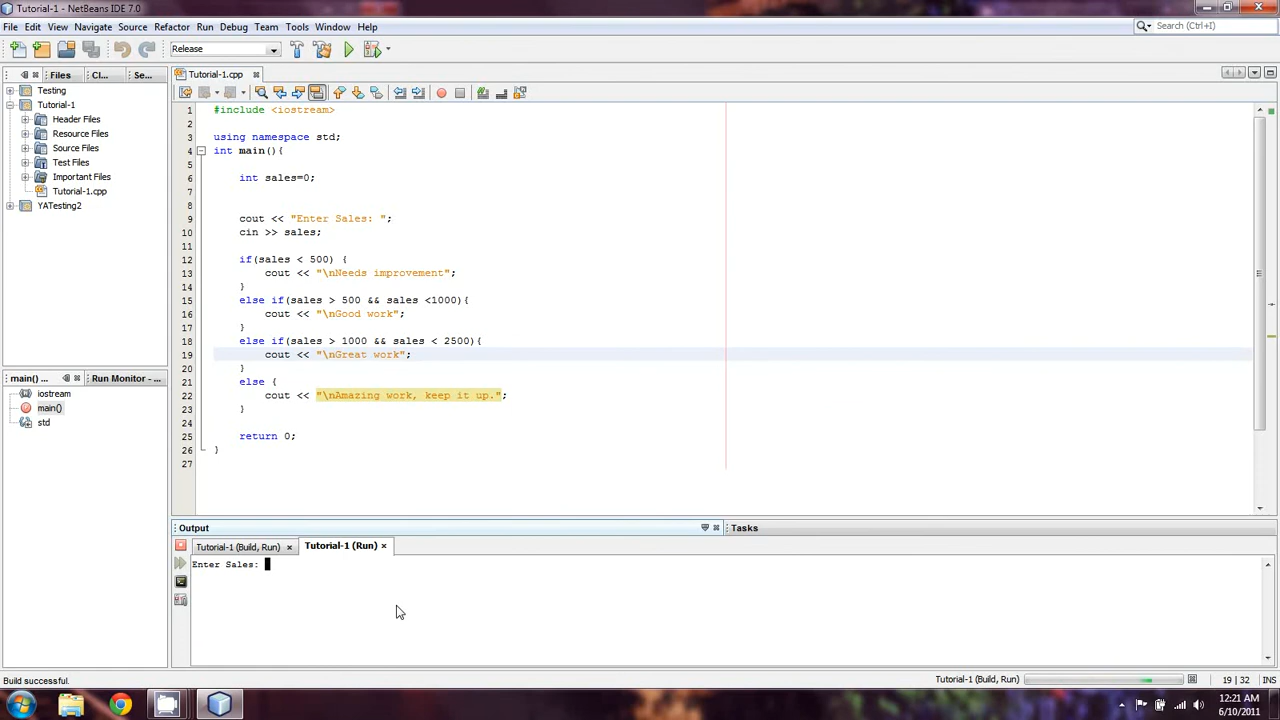 Tutorial-1 - NetBeans IDE 7.0
File Edit View Navigate Source Refactor Run Debug Team Tools Window Help
Search (Ctrl+I)
Release
Files Cl... Se...
Tutorial-1.cpp
Testing
Tutorial-1
Header Files
Resource Files
Source Files
Test Files
Important Files
Tutorial-1.cpp
YATesting2
1 #include <iostream>
2
3 using namespace std;
4 int main(){
5
6 int sales=0;
7
8
9 cout << "Enter Sales: ";
10 cin >> sales;
11
12 if(sales < 500) {
13 cout << "\nNeeds improvement";
14 }
15 else if(sales > 500 && sales <1000){
16 cout << "\nGood work";
17 }
18 else if(sales > 1000 && sales < 2500){
19 cout << "\nGreat work";
20 }
21 else {
22 cout << "\nAmazing work, keep it up.";
23 }
24
25 return 0;
26 }
27
main() ... Run Monitor -...
iostream
main()
std
Output
Tasks
Tutorial-1 (Build, Run) Tutorial-1 (Run)
Enter Sales:
Build successful.
Tutorial-1 (Build, Run)
19 | 32 INS
12:21 AM
6/10/2011